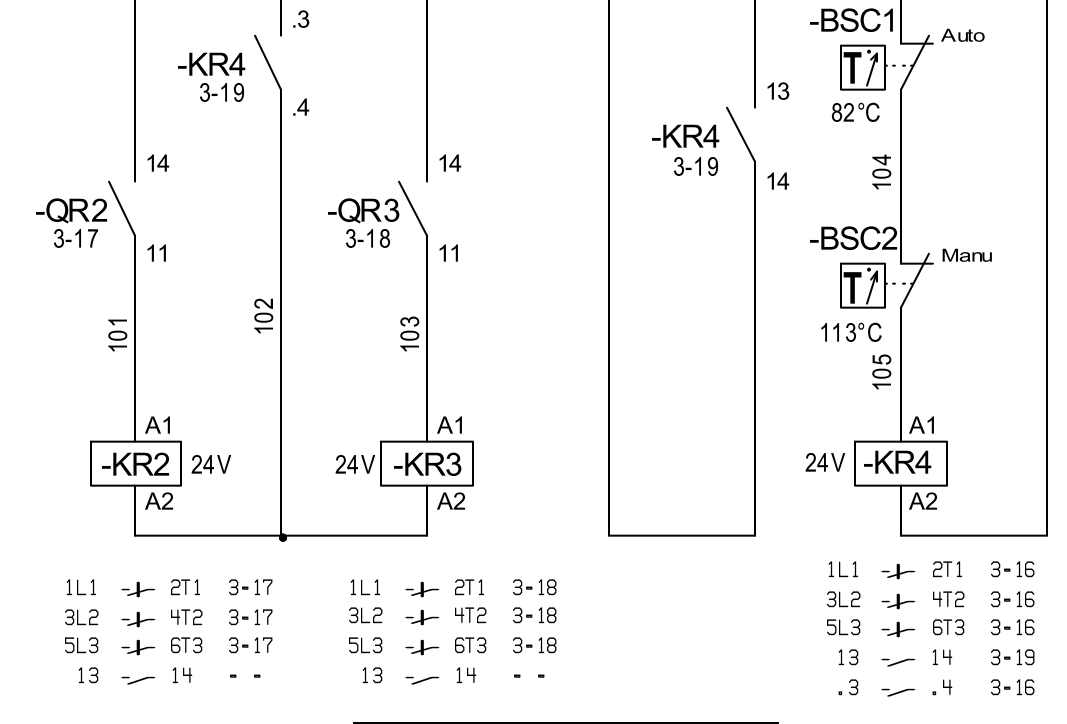 .3
-KR4
3-19
.4
14
-QR2
3-17
11
101
102
14
-QR3
3-18
11
103
A1
-KR2 24V
A2
A1
24V -KR3
A2
13
-KR4
3-19
14
-BSC1
Auto
T
82°C
104
-BSC2
Manu
T
113°C
105
A1
24V -KR4
A2
1L1 2T1 3-17
3L2 4T2 3-17
5L3 6T3 3-17
13 14 - -
1L1 2T1 3-18
3L2 4T2 3-18
5L3 6T3 3-18
13 14 - -
1L1 2T1 3-16
3L2 4T2 3-16
5L3 6T3 3-16
13 14 3-19
.3 .4 3-16